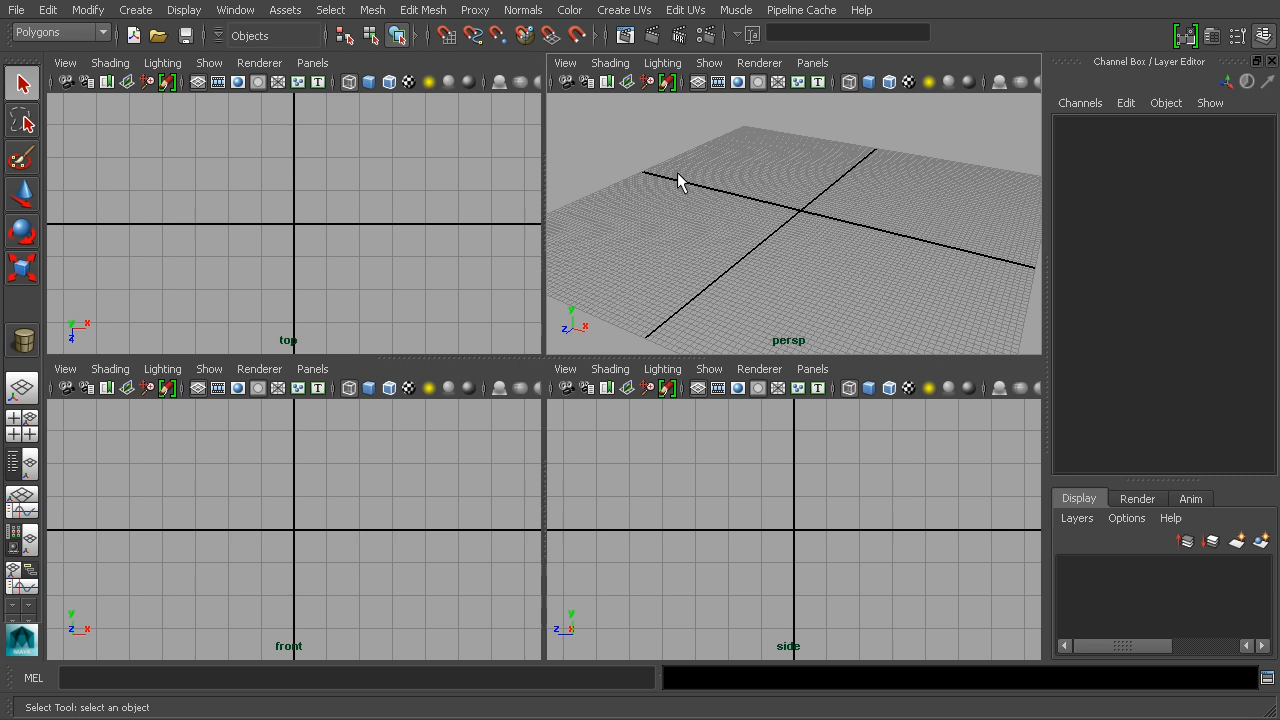 File Edit Modify Create Display Window Assets Select Mesh Edit Mesh Proxy Normals Color Create UVs Edit UVs Muscle Pipeline Cache Help
Polygons Objects
View Shading Lighting Show Renderer Panels
View Shading Lighting Show Renderer Panels
Channel Box / Layer Editor
Channels Edit Object Show
y x z
top
y z x
persp
View Shading Lighting Show Renderer Panels
View Shading Lighting Show Renderer Panels
y z x
front
y z x
side
Display Render Anim
Layers Options Help
MEL
Select Tool: select an object